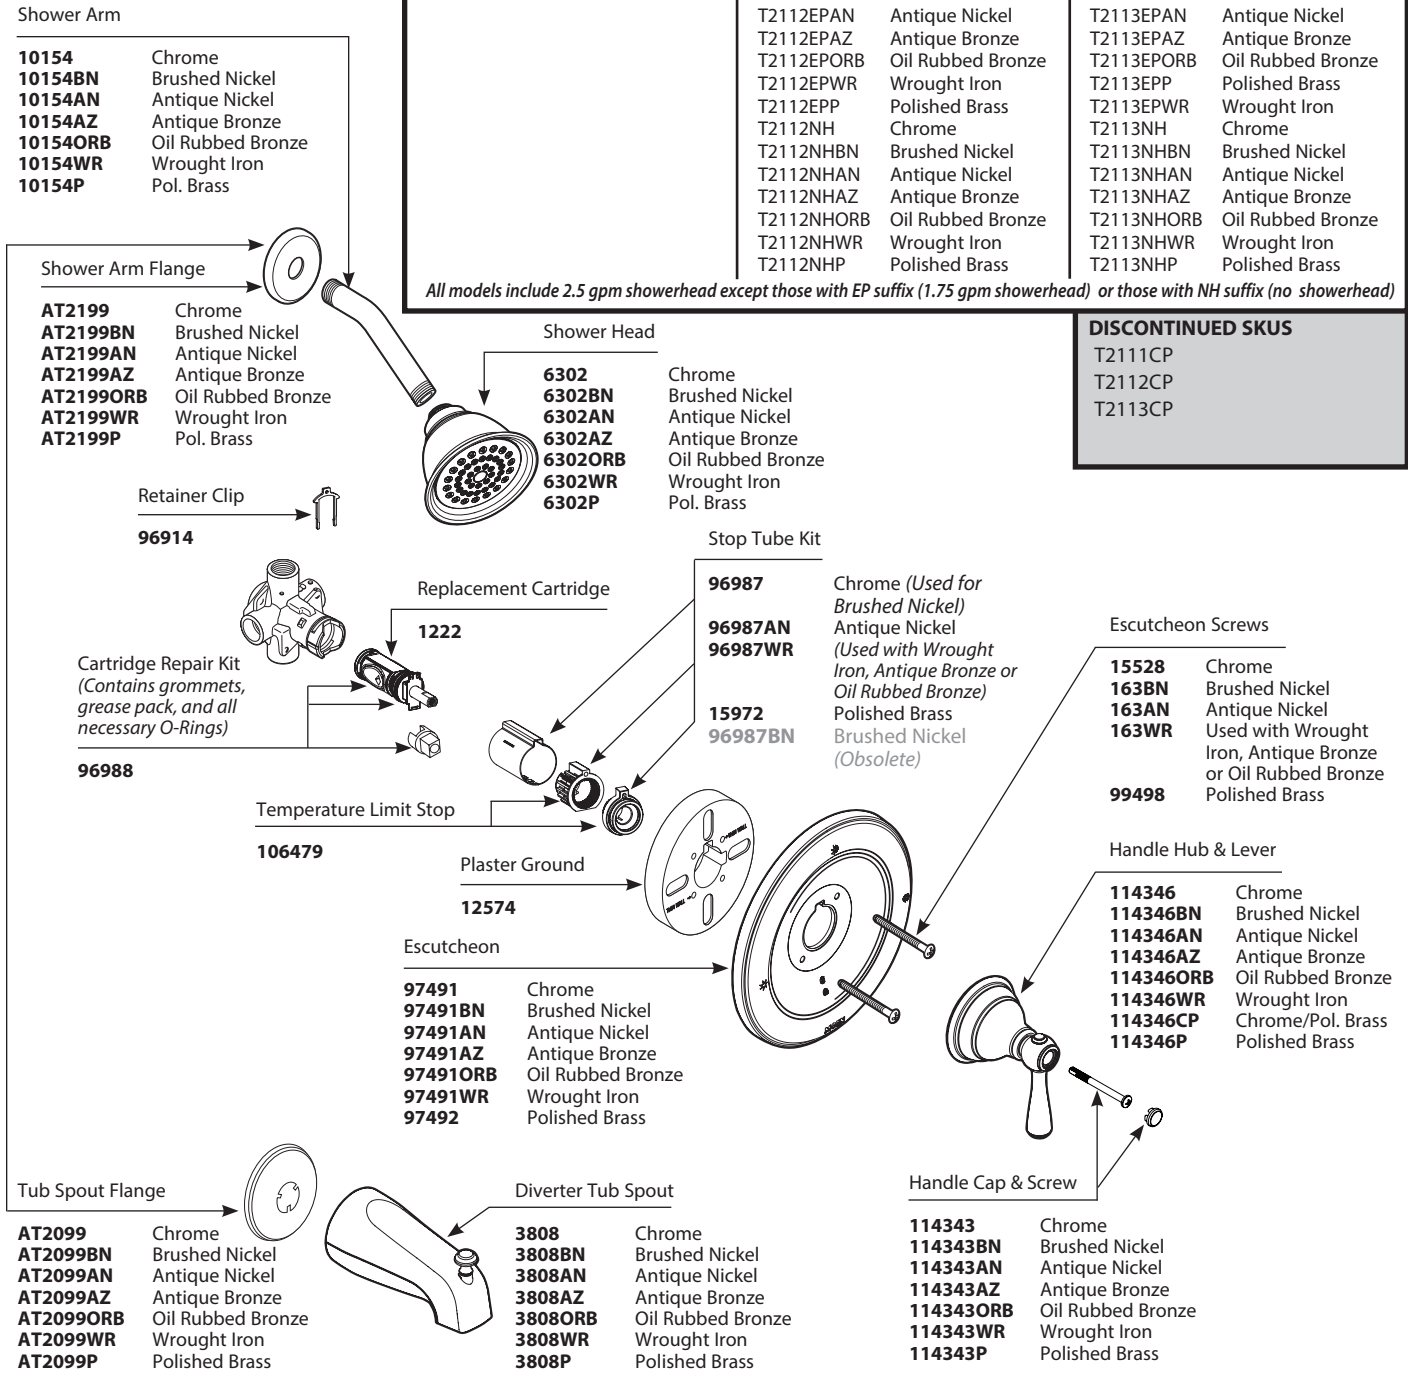 Shower Arm
10154 Chrome
10154BN Brushed Nickel
10154AN Antique Nickel
10154AZ Antique Bronze
10154ORB Oil Rubbed Bronze
10154WR Wrought Iron
10154P Pol. Brass
T2112EPAN Antique Nickel
T2112EPAZ Antique Bronze
T2112EPORB Oil Rubbed Bronze
T2112EPWR Wrought Iron
T2112EPP Polished Brass
T2112NH Chrome
T2112NHBN Brushed Nickel
T2112NHAN Antique Nickel
T2112NHAZ Antique Bronze
T2112NHORB Oil Rubbed Bronze
T2112NHWR Wrought Iron
T2112NHP Polished Brass
T2113EPAN Antique Nickel
T2113EPAZ Antique Bronze
T2113EPORB Oil Rubbed Bronze
T2113EPP Polished Brass
T2113EPWR Wrought Iron
T2113NH Chrome
T2113NHBN Brushed Nickel
T2113NHAN Antique Nickel
T2113NHAZ Antique Bronze
T2113NHORB Oil Rubbed Bronze
T2113NHWR Wrought Iron
T2113NHP Polished Brass
All models include 2.5 gpm showerhead except those with EP suffix (1.75 gpm showerhead) or those with NH suffix (no showerhead)
DISCONTINUED SKUS
T2111CP
T2112CP
T2113CP
Shower Arm Flange
AT2199 Chrome
AT2199BN Brushed Nickel
AT2199AN Antique Nickel
AT2199AZ Antique Bronze
AT2199ORB Oil Rubbed Bronze
AT2199WR Wrought Iron
AT2199P Pol. Brass
Shower Head
6302 Chrome
6302BN Brushed Nickel
6302AN Antique Nickel
6302AZ Antique Bronze
6302ORB Oil Rubbed Bronze
6302WR Wrought Iron
6302P Pol. Brass
Retainer Clip
96914
Replacement Cartridge
1222
Cartridge Repair Kit
(Contains grommets,
grease pack, and all
necessary O-Rings)
96988
Stop Tube Kit
96987 Chrome (Used for
Brushed Nickel)
96987AN Antique Nickel
96987WR (Used with Wrought
Iron, Antique Bronze or
Oil Rubbed Bronze)
15972 Polished Brass
96987BN Brushed Nickel
(Obsolete)
Temperature Limit Stop
106479
Plaster Ground
12574
Escutcheon Screws
15528 Chrome
163BN Brushed Nickel
163AN Antique Nickel
163WR Used with Wrought
Iron, Antique Bronze
or Oil Rubbed Bronze
99498 Polished Brass
Handle Hub & Lever
114346 Chrome
114346BN Brushed Nickel
114346AN Antique Nickel
114346AZ Antique Bronze
114346ORB Oil Rubbed Bronze
114346WR Wrought Iron
114346CP Chrome/Pol. Brass
114346P Polished Brass
Escutcheon
97491 Chrome
97491BN Brushed Nickel
97491AN Antique Nickel
97491AZ Antique Bronze
97491ORB Oil Rubbed Bronze
97491WR Wrought Iron
97492 Polished Brass
Tub Spout Flange
AT2099 Chrome
AT2099BN Brushed Nickel
AT2099AN Antique Nickel
AT2099AZ Antique Bronze
AT2099ORB Oil Rubbed Bronze
AT2099WR Wrought Iron
AT2099P Polished Brass
Diverter Tub Spout
3808 Chrome
3808BN Brushed Nickel
3808AN Antique Nickel
3808AZ Antique Bronze
3808ORB Oil Rubbed Bronze
3808WR Wrought Iron
3808P Polished Brass
Handle Cap & Screw
114343 Chrome
114343BN Brushed Nickel
114343AN Antique Nickel
114343AZ Antique Bronze
114343ORB Oil Rubbed Bronze
114343WR Wrought Iron
114343P Polished Brass